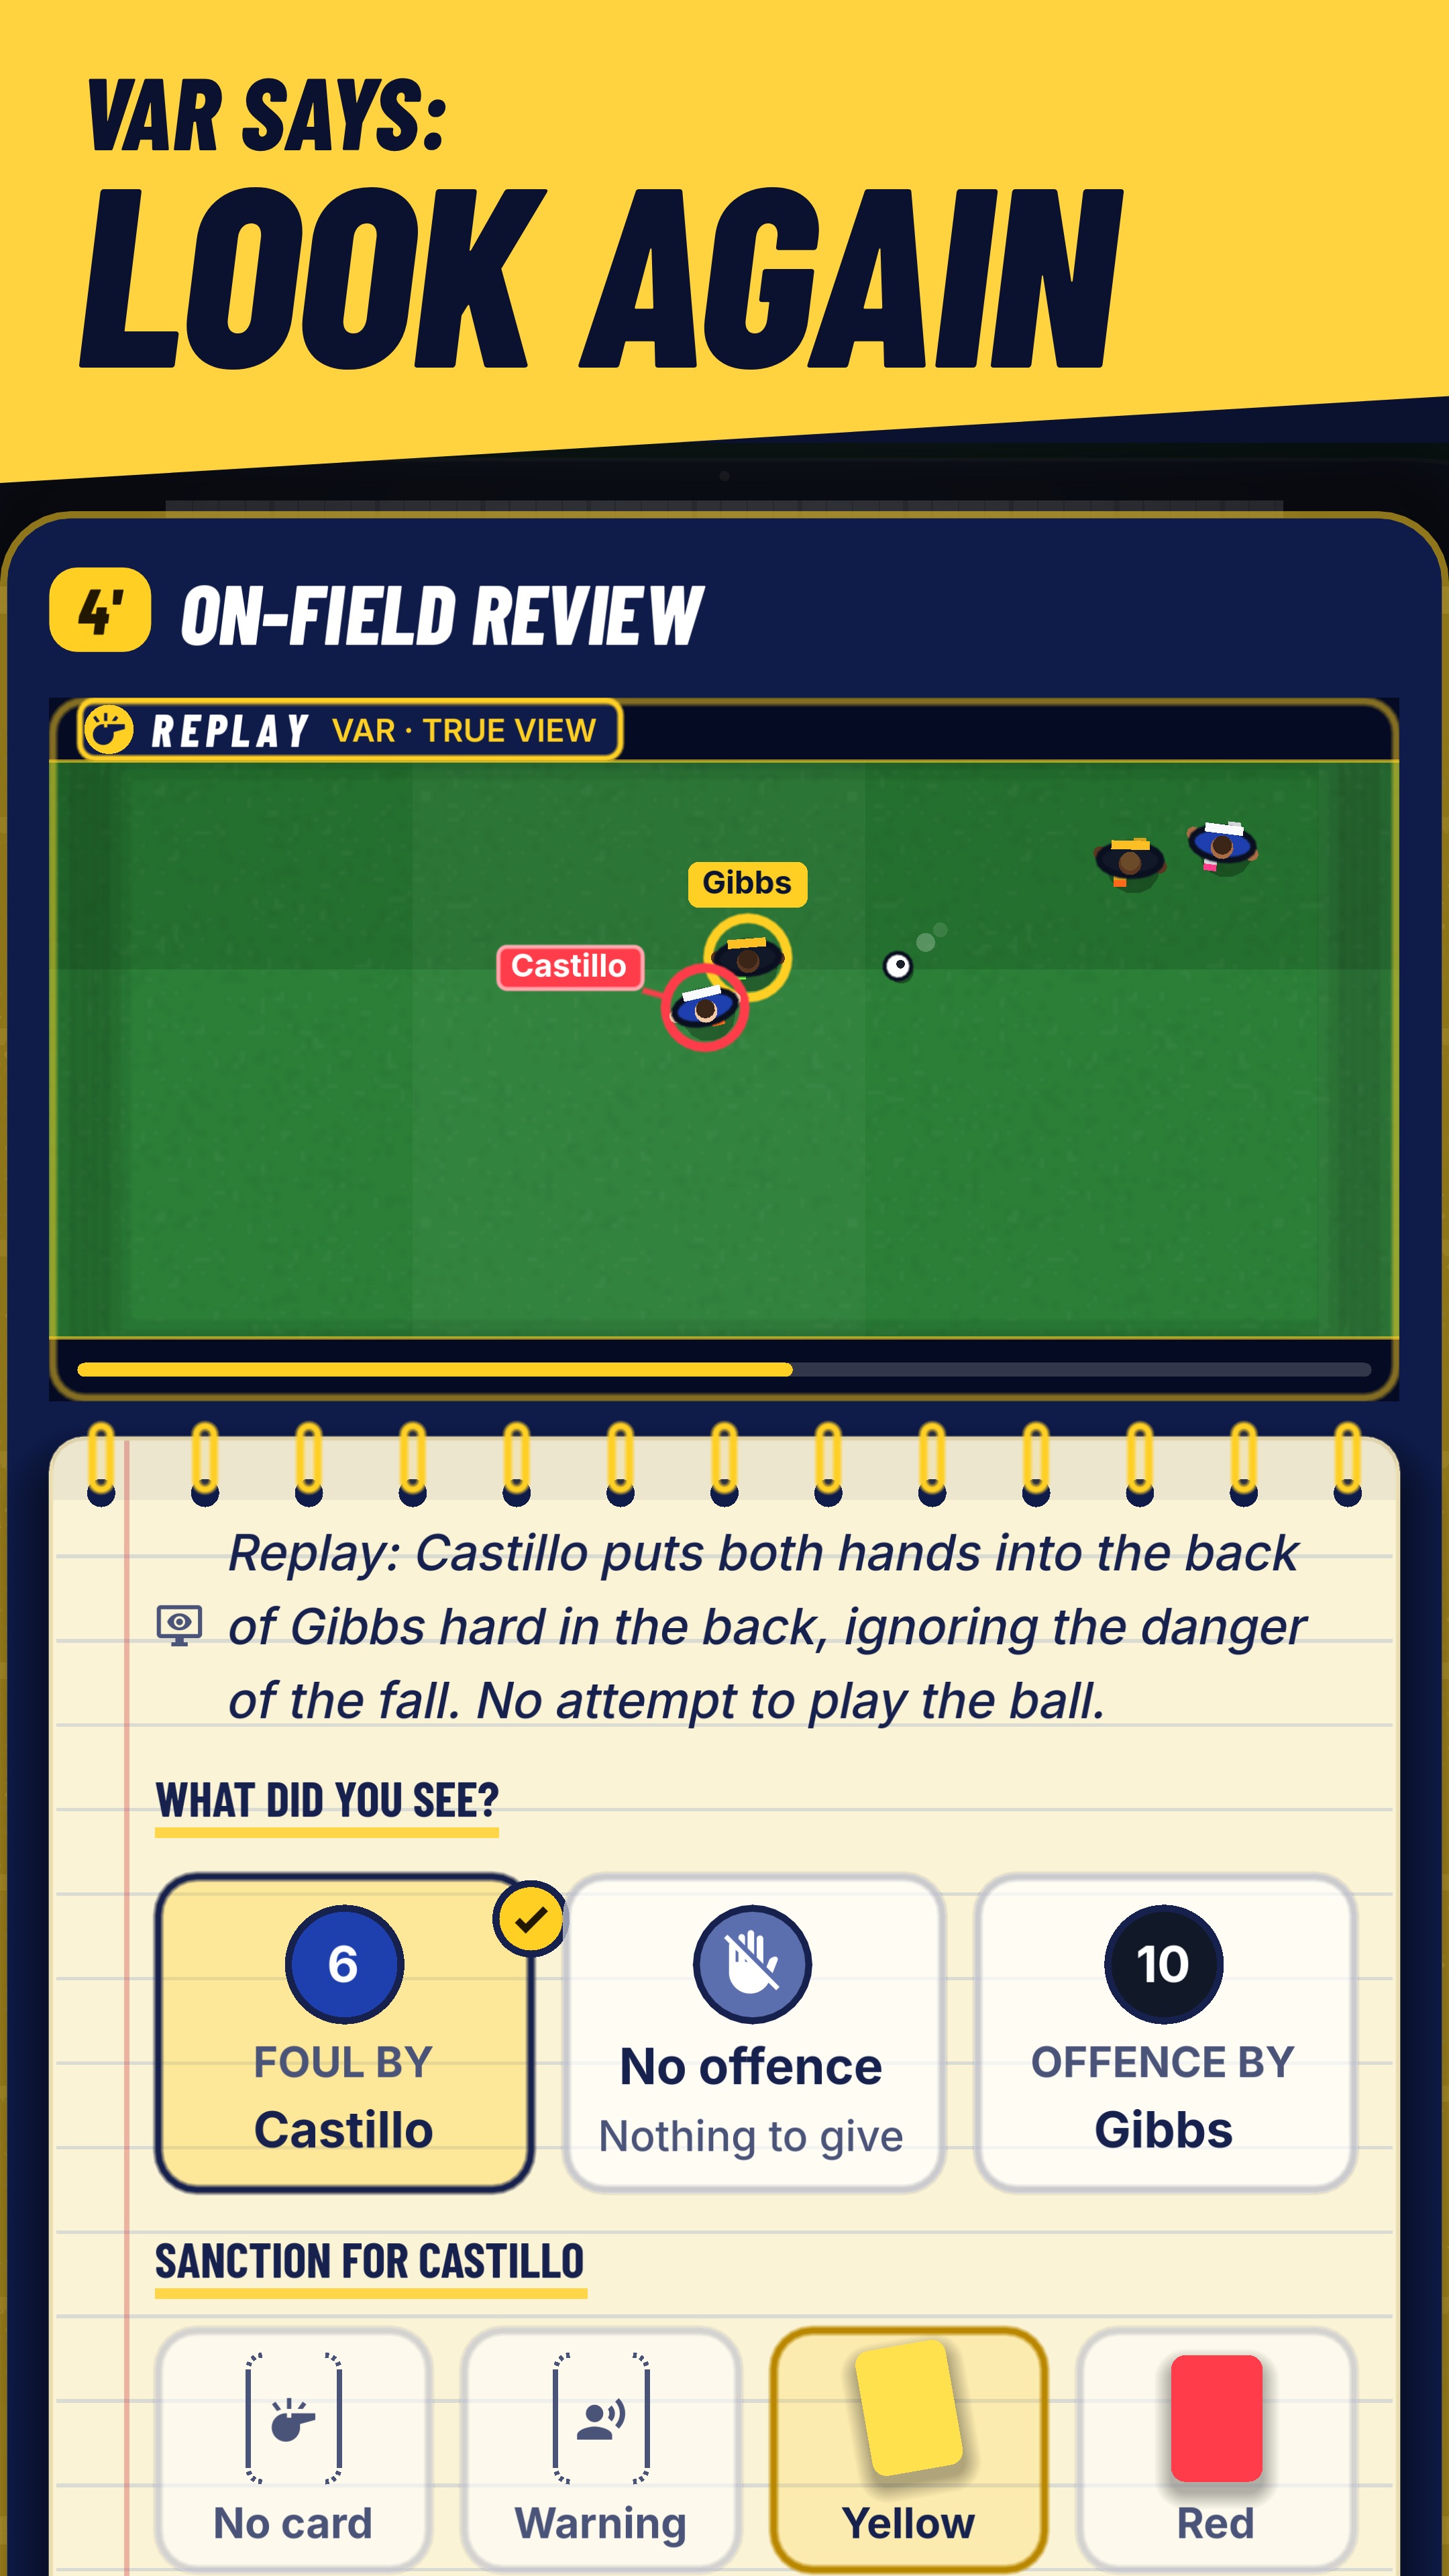 VAR SAYS:
LOOK AGAIN
4' ON-FIELD REVIEW
REPLAY VAR · TRUE VIEW
Gibbs
Castillo
Replay: Castillo puts both hands into the back
of Gibbs hard in the back, ignoring the danger
of the fall. No attempt to play the ball.
WHAT DID YOU SEE?
6
FOUL BY
Castillo
No offence
Nothing to give
10
OFFENCE BY
Gibbs
SANCTION FOR CASTILLO
No card
Warning
Yellow
Red